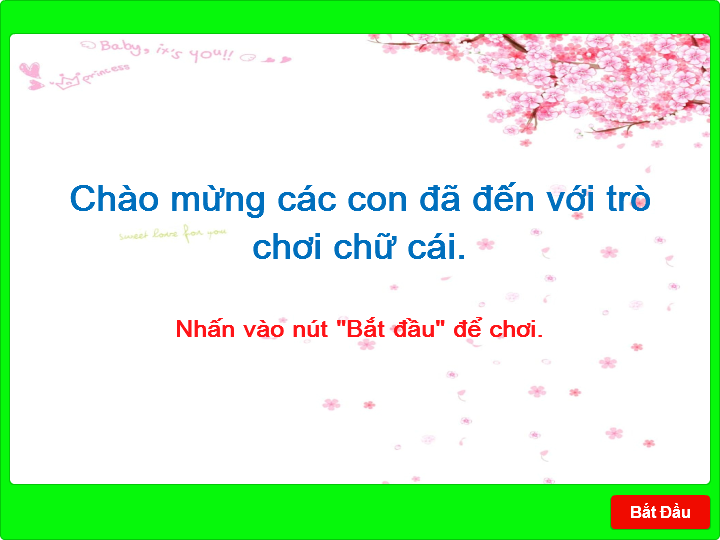 Baby, it's you!!
princess
Chào mừng các con đã đến với trò
sweet love for you
chơi chữ cái.
Nhấn vào nút "Bắt đầu" để chơi.
Bắt Đầu